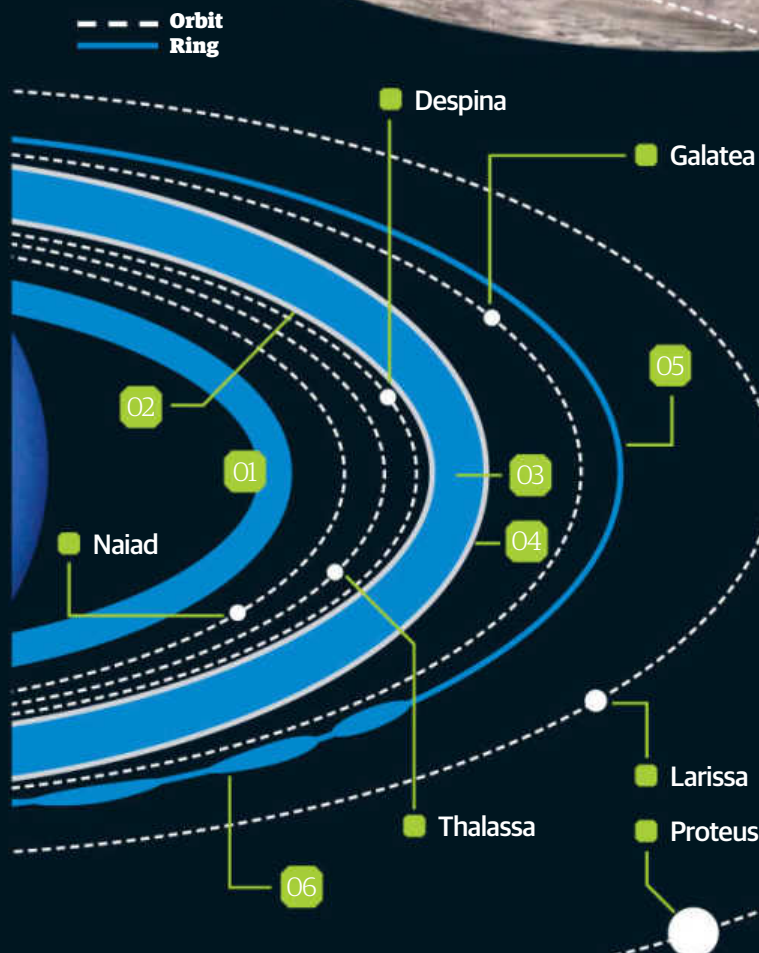 Orbit
Ring
Despina
Galatea
05
02
01
03
04
Naiad
Larissa
Thalassa
Proteus
06